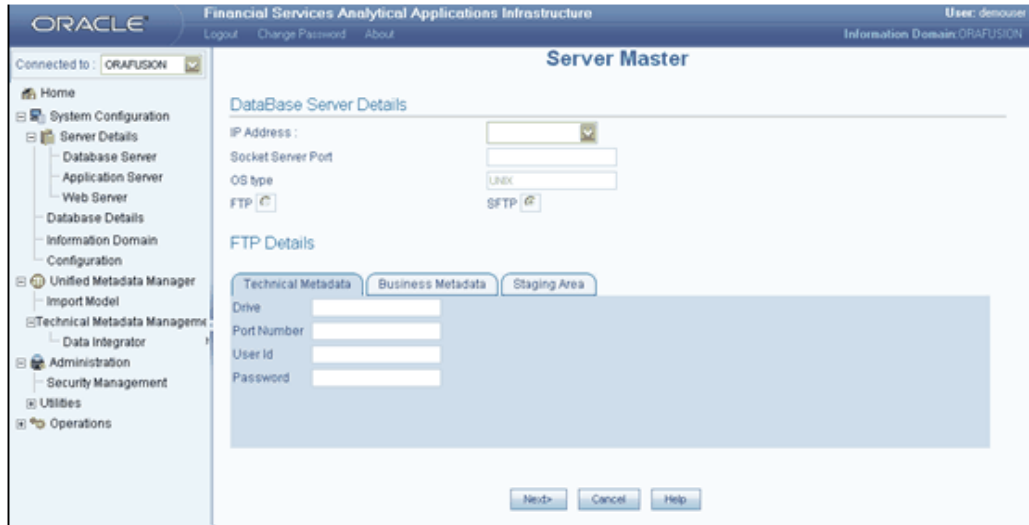 ORACLE
Financial Services Analytical Applications Infrastructure
User: demouser
Logout Change Password About
Information Domain:ORAFUSION
Connected to : ORAFUSION
Home
System Configuration
Server Details
Database Server
Application Server
Web Server
Database Details
Information Domain
Configuration
Unified Metadata Manager
Import Model
Technical Metadata Manageme
Data Integrator
Administration
Security Management
Utilities
Operations
Server Master
DataBase Server Details
IP Address :
Socket Server Port
OS type UNIX
FTP SFTP
FTP Details
Technical Metadata Business Metadata Staging Area
Drive
Port Number
User Id
Password
Next> Cancel Help